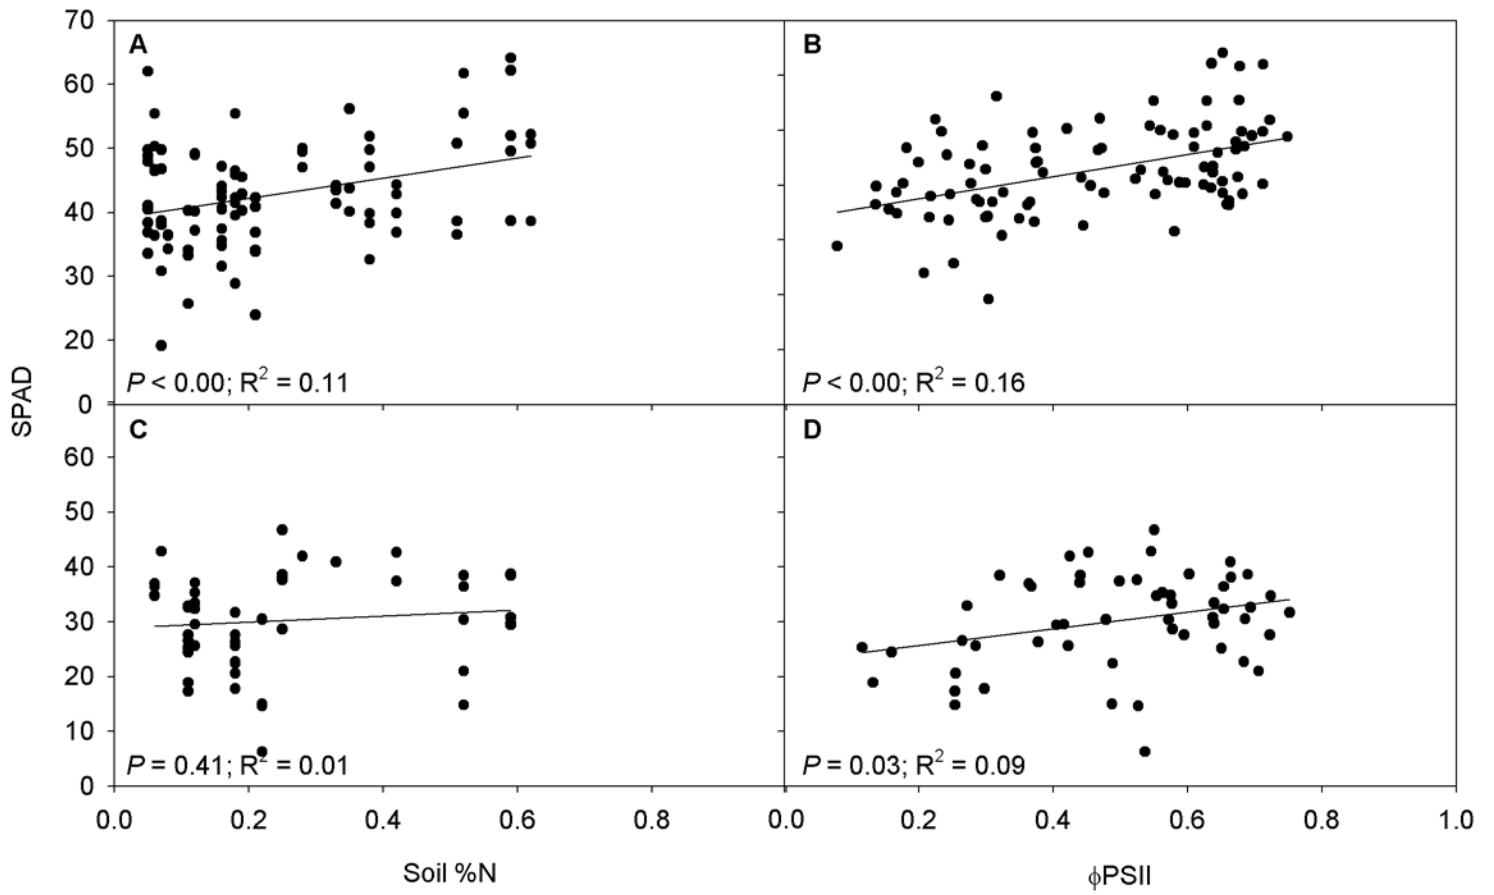 70
60
50
40
30
20
0
A
P < 0.00; R² = 0.11
B
P < 0.00; R² = 0.16
SPAD
60
50
40
30
20
10
0
C
P = 0.41; R² = 0.01
D
P = 0.03; R² = 0.09
0.0 0.2 0.4 0.6 0.8 0.0 0.2 0.4 0.6 0.8 1.0
Soil %N ϕPSII